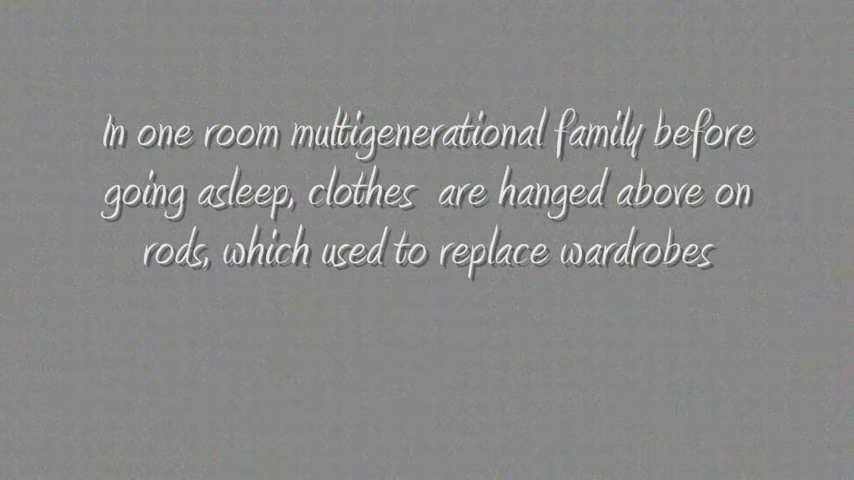 In one room multigenerational family before
going asleep, clothes are hanged above on
rods, which used to replace wardrobes